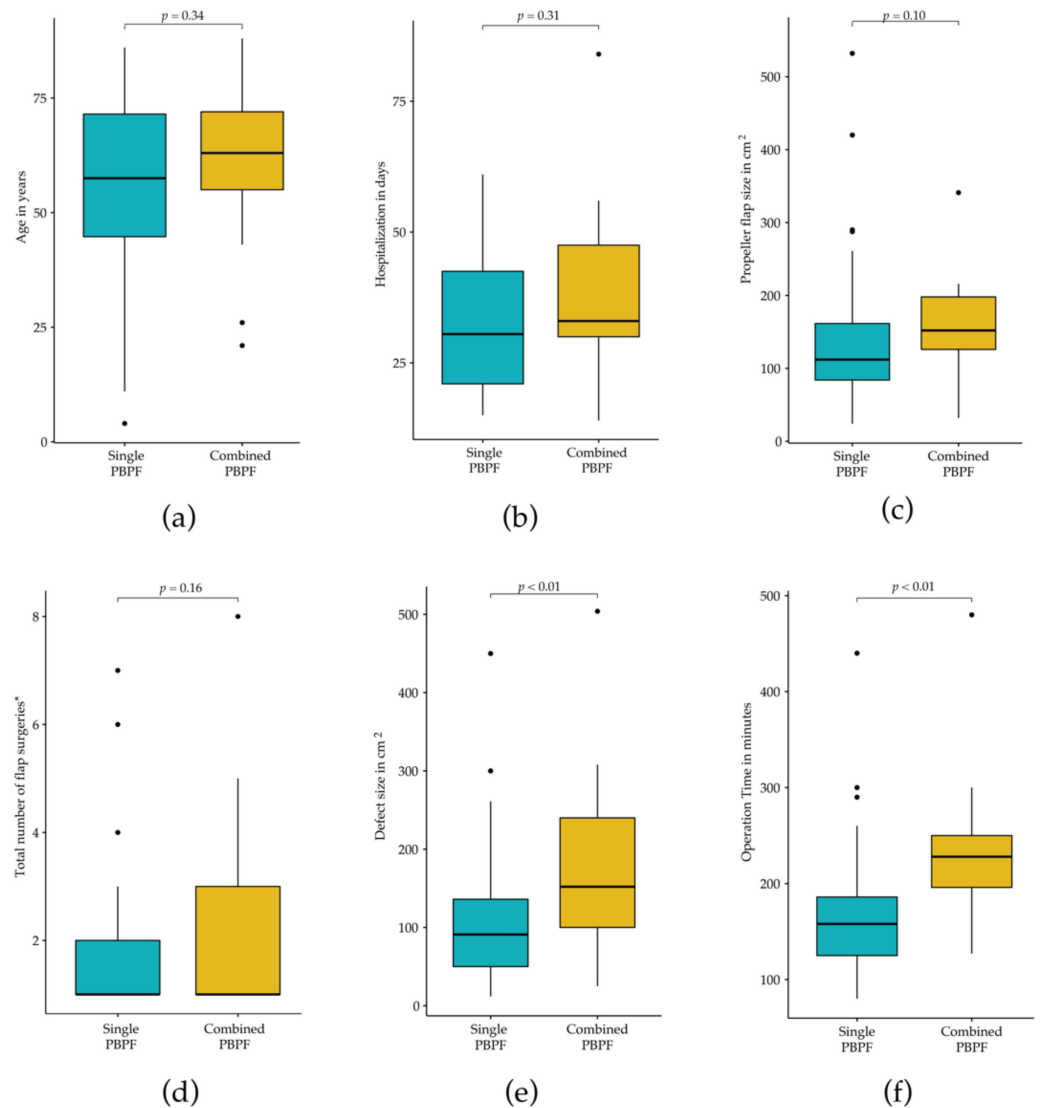 p = 0.34
Age in years
75
50
25
0
Single
PBPF
Combined
PBPF
(a)
p = 0.31
Hospitalization in days
75
50
25
Single
PBPF
Combined
PBPF
(b)
p = 0.10
Propeller flap size in cm²
500
400
300
200
100
0
Single
PBPF
Combined
PBPF
(c)
p = 0.16
Total number of flap surgeries*
8
6
4
2
Single
PBPF
Combined
PBPF
(d)
p < 0.01
Defect size in cm²
500
400
300
200
100
0
Single
PBPF
Combined
PBPF
(e)
p < 0.01
Operation Time in minutes
500
400
300
200
100
Single
PBPF
Combined
PBPF
(f)